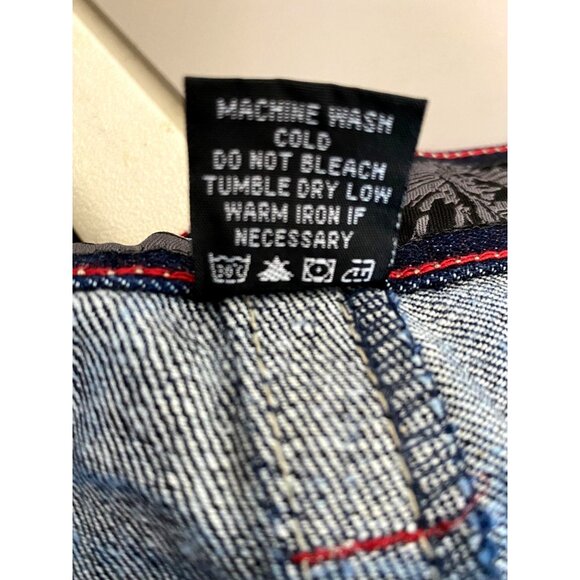 MACHINE WASH
COLD
DO NOT BLEACH
TUMBLE DRY LOW
WARM IRON IF
NECESSARY